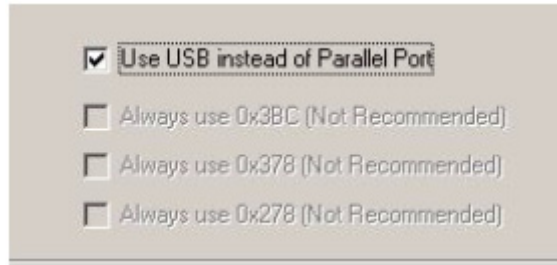 Use USB instead of Parallel Port
Always use 0x3BC (Not Recommended)
Always use 0x378 (Not Recommended)
Always use 0x278 (Not Recommended)